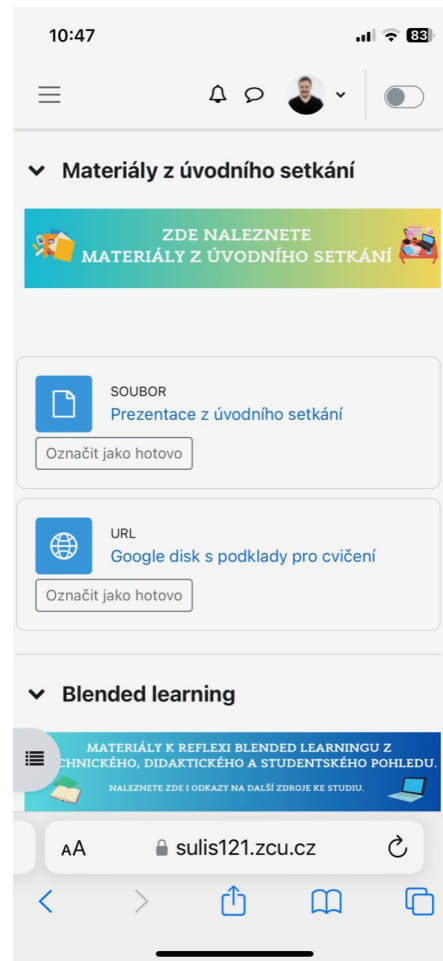 10:47
83
Materiály z úvodního setkání
ZDE NALEZNETE
MATERIÁLY Z ÚVODNÍHO SETKÁNÍ
SOUBOR
Prezentace z úvodního setkání
Označit jako hotovo
URL
Google disk s podklady pro cvičení
Označit jako hotovo
Blended learning
MATERIÁLY K REFLEXI BLENDED LEARNINGU Z
CHNICKÉHO, DIDAKTICKÉHO A STUDENTSKÉHO POHLEDU.
NALEZNETE ZDE I ODKAZY NA DALŠÍ ZDROJE KE STUDIU.
AA
sulis121.zcu.cz